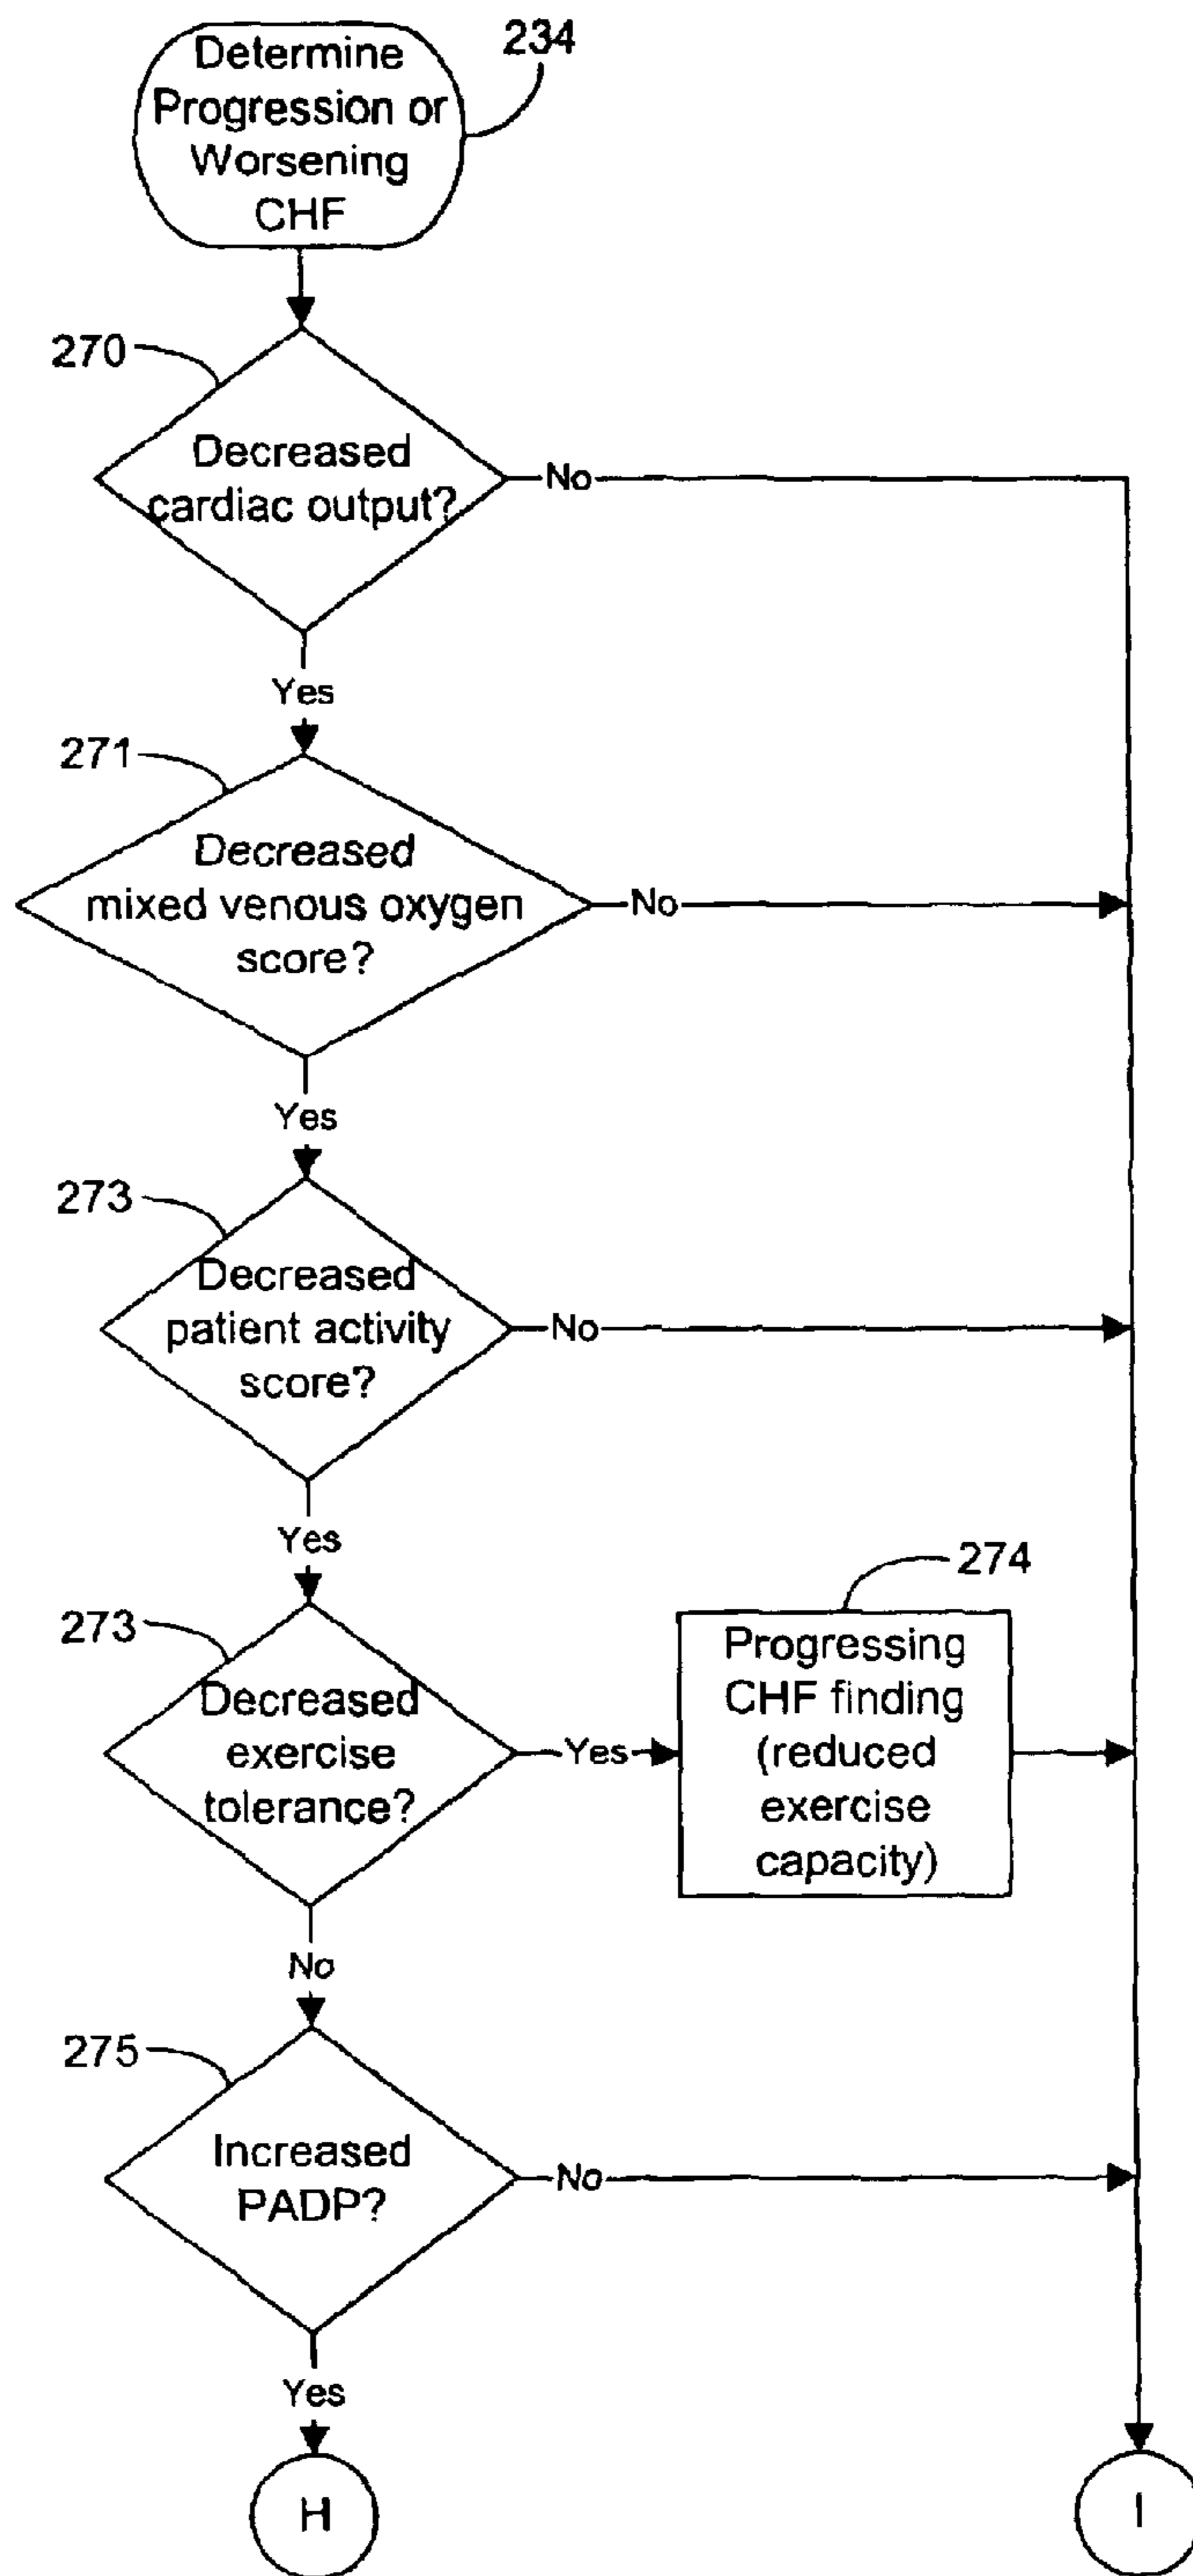 Determine
Progression or
Worsening
CHF
234
270
Decreased
cardiac output?
No
Yes
271
Decreased
mixed venous oxygen
score?
No
Yes
273
Decreased
patient activity
score?
No
Yes
273
Decreased
exercise
tolerance?
Yes
274
Progressing
CHF finding
(reduced
exercise
capacity)
No
275
Increased
PADP?
No
Yes
H
I